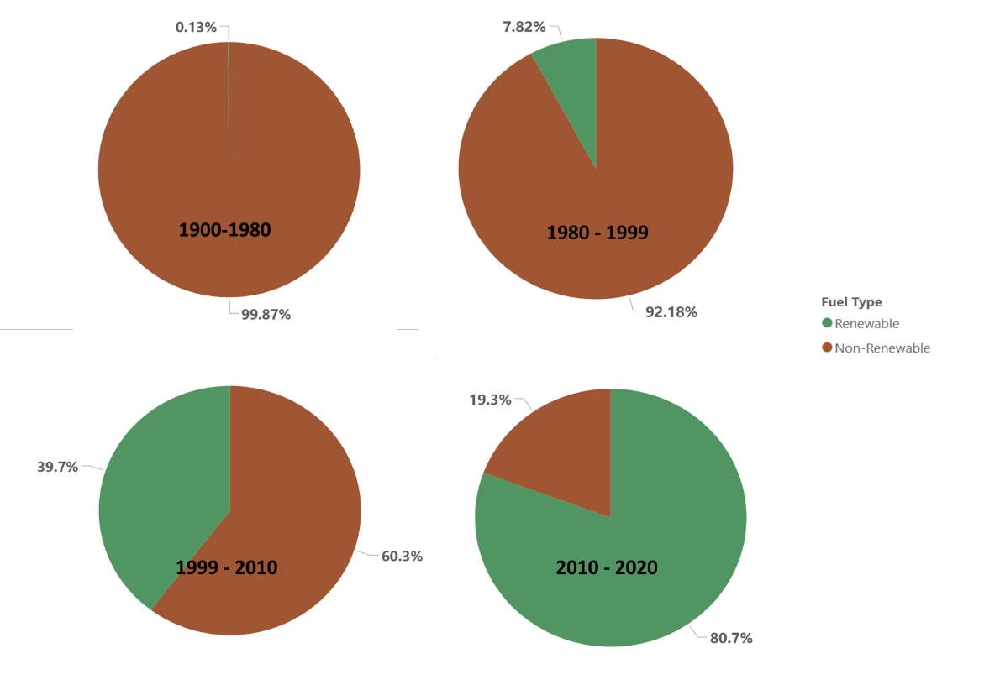 0.13%
1900-1980
99.87%
7.82%
1980 - 1999
92.18%
Fuel Type
Renewable
Non-Renewable
39.7%
1999 - 2010
60.3%
19.3%
2010 - 2020
80.7%